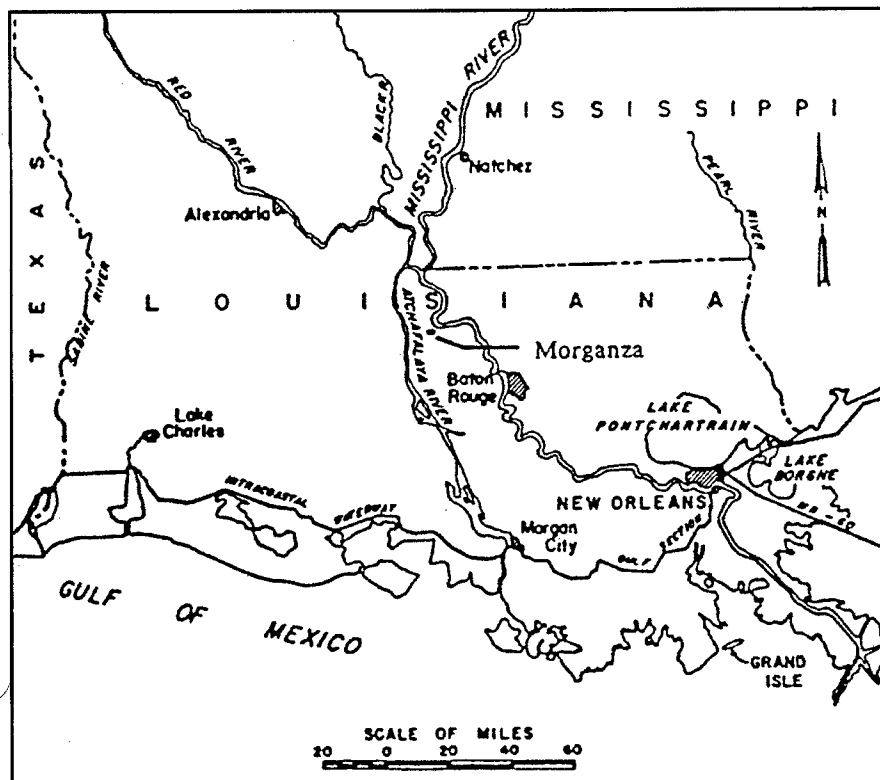 RED
RIVER
BLACK R
MISSISSIPPI RIVER
MISSISSIPPI
Natchez
PEARL
RIVER
N
Alexandria
TEXAS
SABINE RIVER
LOUISIANA
ATCHAFALAYA RIVER
Morganza
Baton
Rouge
Lake
Charles
LAKE
PONTCHARTRAIN
LAKE
BORGNE
INTRACOASTAL
WATERWAY
NEW ORLEANS
Morgan
City
GULF SECTION
GULF OF MEXICO
GRAND
ISLE
SCALE OF MILES
20 0 20 40 60